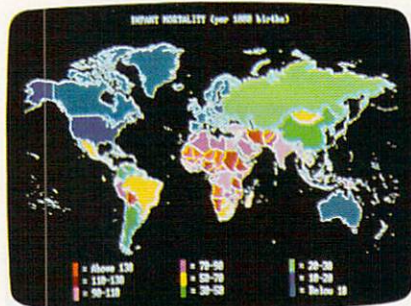 INFANT MORTALITY (per 1000 births)
= Above 130
= 110-130
= 90-110
= 70-90
= 50-70
= 30-50
= 20-30
= 10-20
= Below 10